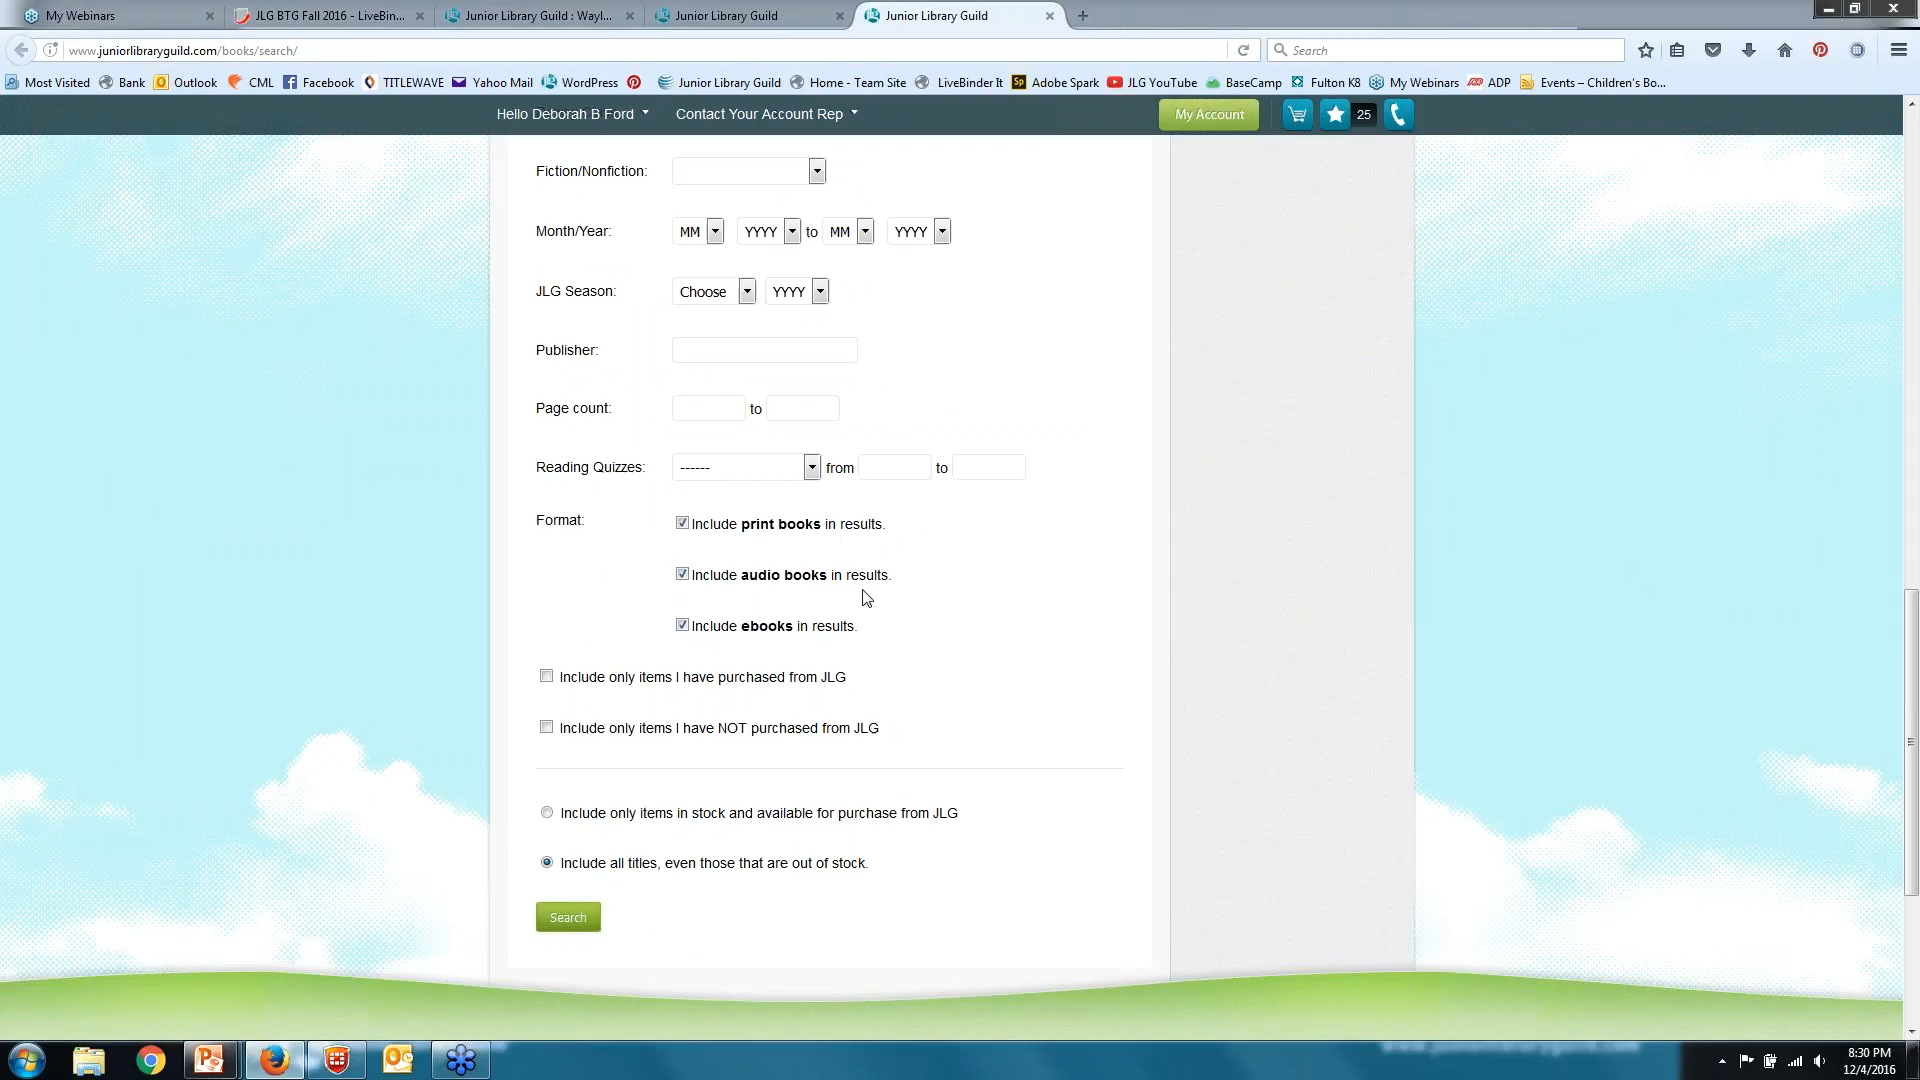 My Webinars
JLG BTG Fall 2016 - LiveBin...
Junior Library Guild : Wayl...
Junior Library Guild
Junior Library Guild
www.juniorlibraryguild.com/books/search/
Search
Most Visited
Bank
Outlook
CML
Facebook
TITLEWAVE
Yahoo Mail
WordPress
Junior Library Guild
Home - Team Site
LiveBinder It
Sp Adobe Spark
JLG YouTube
BaseCamp
Fulton K8
My Webinars
ADP
Events – Children's Bo...
Hello Deborah B Ford
Contact Your Account Rep
My Account
25
Fiction/Nonfiction:
Month/Year: MM YYYY to MM YYYY
JLG Season: Choose YYYY
Publisher:
Page count: to
Reading Quizzes: ------ from to
Format: Include print books in results.
Include audio books in results.
Include ebooks in results.
Include only items I have purchased from JLG
Include only items I have NOT purchased from JLG
Include only items in stock and available for purchase from JLG
Include all titles, even those that are out of stock.
Search
8:30 PM
12/4/2016